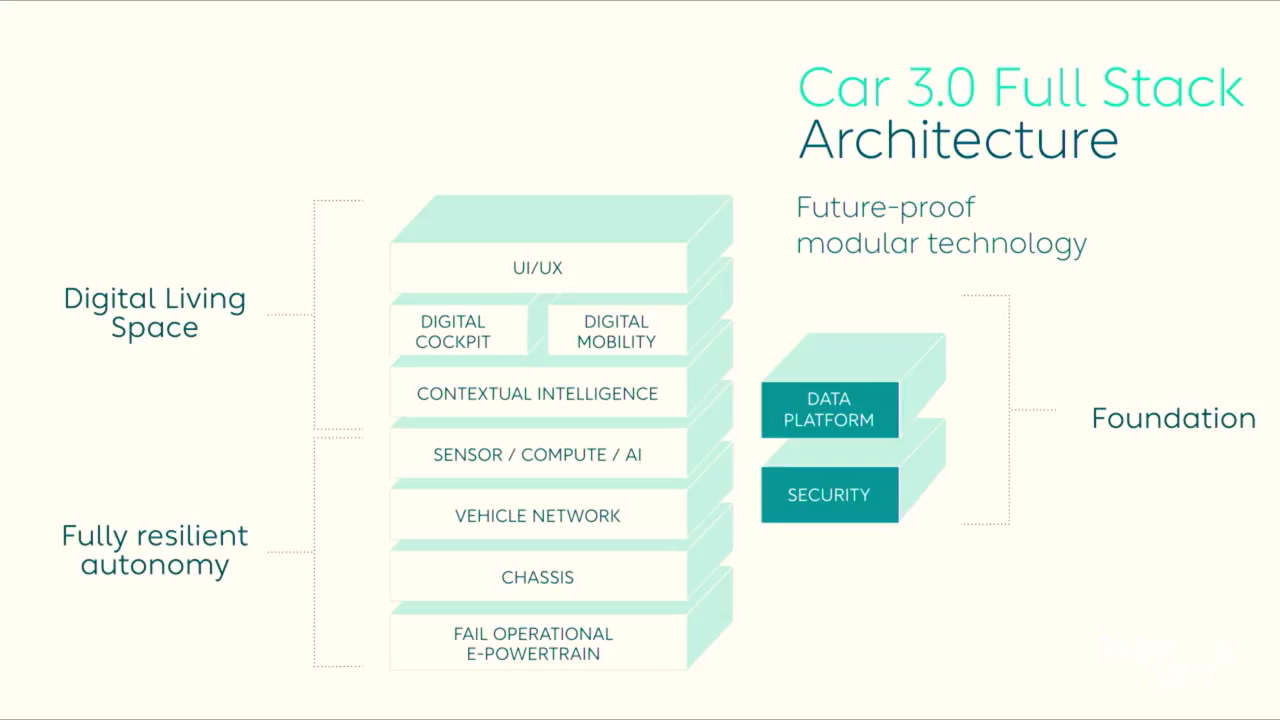 Car 3.0 Full Stack
Architecture
Future-proof
modular technology
Digital Living
Space
Fully resilient
autonomy
UI/UX
DIGITAL
COCKPIT
DIGITAL
MOBILITY
CONTEXTUAL INTELLIGENCE
SENSOR / COMPUTE / AI
VEHICLE NETWORK
CHASSIS
FAIL OPERATIONAL
E-POWERTRAIN
DATA
PLATFORM
SECURITY
Foundation